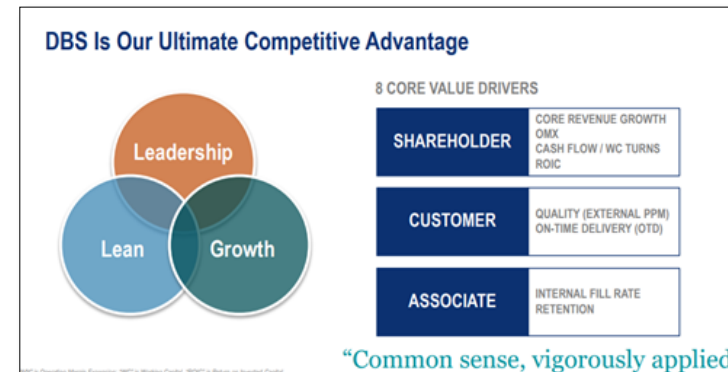 DBS Is Our Ultimate Competitive Advantage
Leadership
Lean
Growth
8 CORE VALUE DRIVERS
SHAREHOLDER
CORE REVENUE GROWTH
OMX
CASH FLOW / WC TURNS
ROIC
CUSTOMER
QUALITY (EXTERNAL PPM)
ON-TIME DELIVERY (OTD)
ASSOCIATE
INTERNAL FILL RATE
RETENTION
“Common sense, vigorously applied